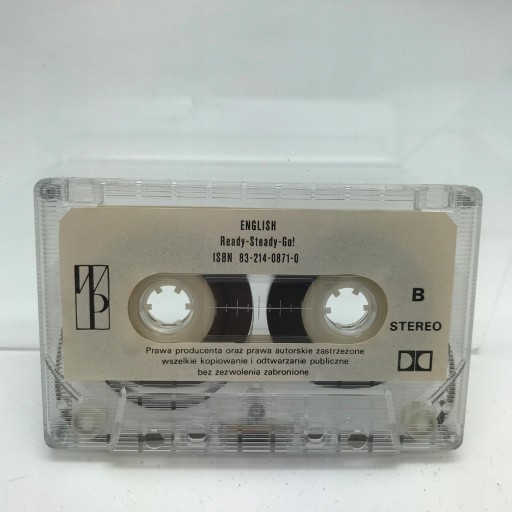 ENGLISH
Ready-Steady-Go!
ISBN 83-214-0871-0
WP
B
STEREO
Prawa producenta oraz prawa autorskie zastrzeżone
wszelkie kopiowanie i odtwarzanie publiczne
bez zezwolenia zabronione